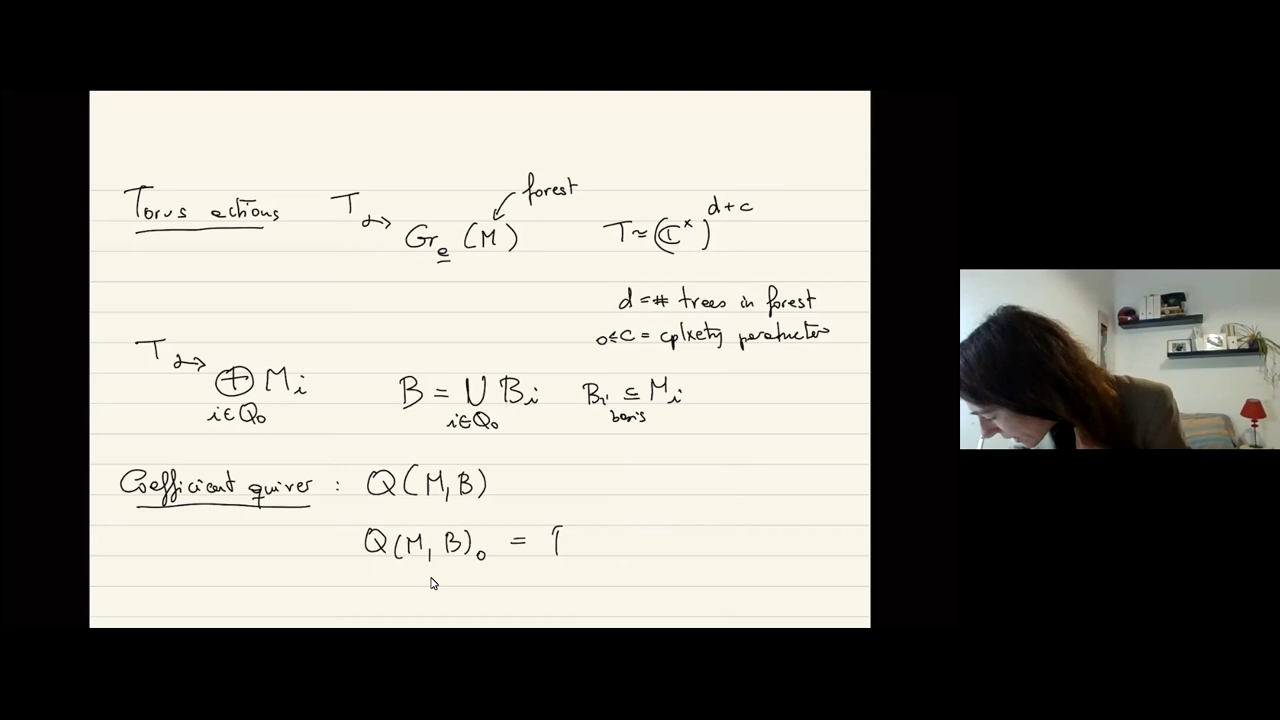 Torus actions T ↷ Gr_e (M) forest T ≃ (ℂ^×)^{d+c}
d = # trees in forest
0 ≤ c = cplxety parameter
T ↷ ⊕_{i∈Q_0} M_i B = ∪_{i∈Q_0} B_i B_i ⊆ M_i basis
Coefficient quiver : Q(M, B)
Q(M, B)_0 =